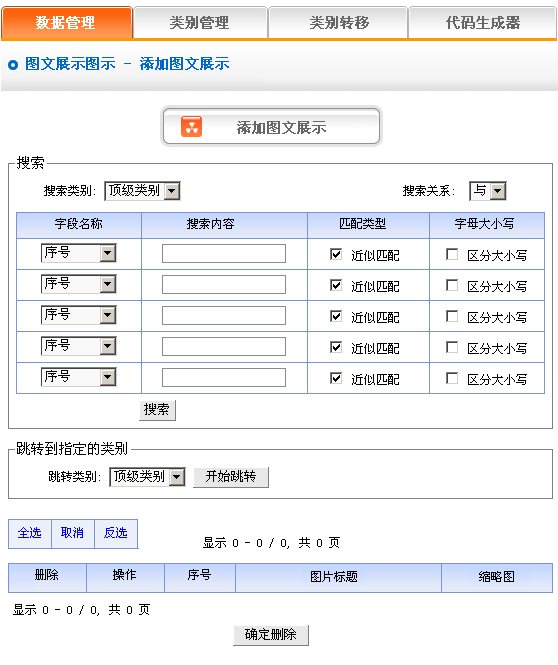 数据管理 类别管理 类别转移 代码生成器
图文展示图示 - 添加图文展示
添加图文展示
搜索
搜索类别: 顶级类别 搜索关系: 与
字段名称 搜索内容 匹配类型 字母大小写
序号 近似匹配 区分大小写
序号 近似匹配 区分大小写
序号 近似匹配 区分大小写
序号 近似匹配 区分大小写
序号 近似匹配 区分大小写
搜索
跳转到指定的类别
跳转类别: 顶级类别 开始跳转
全选 取消 反选
显示 0 - 0 / 0, 共 0 页
删除 操作 序号 图片标题 缩略图
显示 0 - 0 / 0, 共 0 页
确定删除